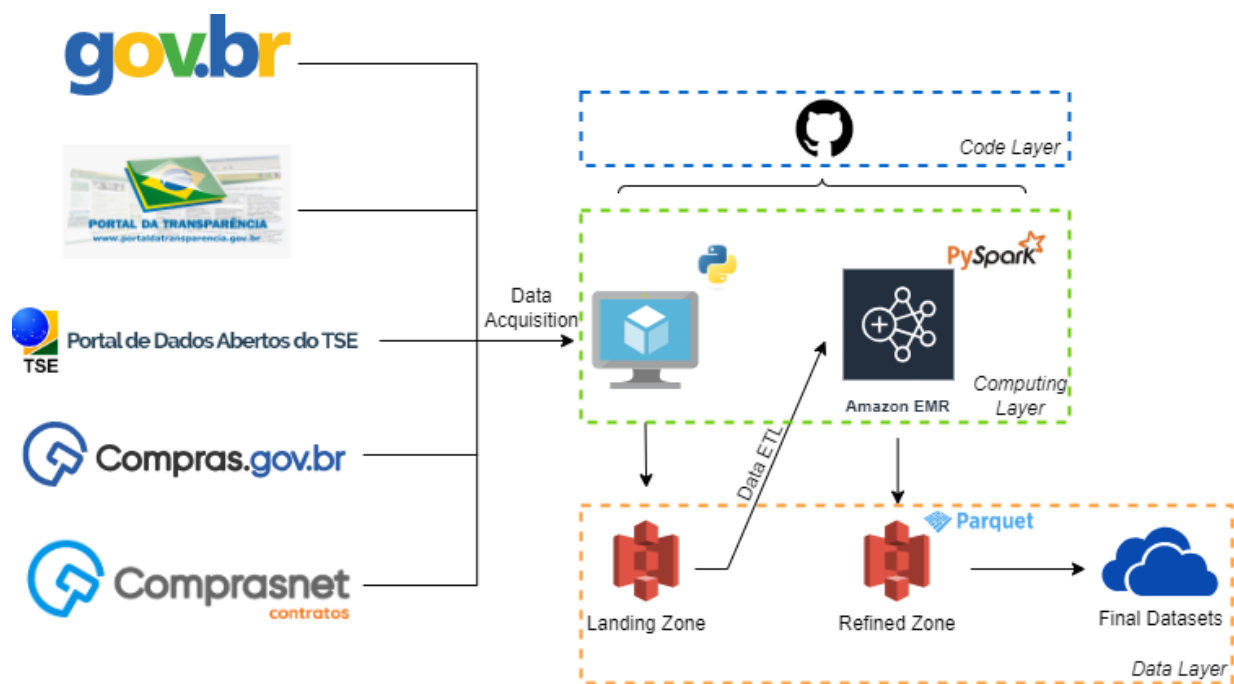 gov.br
PORTAL DA TRANSPARÊNCIA
www.portaldatransparencia.gov.br
TSE
Portal de Dados Abertos do TSE
Compras.gov.br
Comprasnet
contratos
Data
Acquisition
Code Layer
PySpark
Amazon EMR
Computing
Layer
Data ETL
Parquet
Landing Zone
Refined Zone
Final Datasets
Data Layer